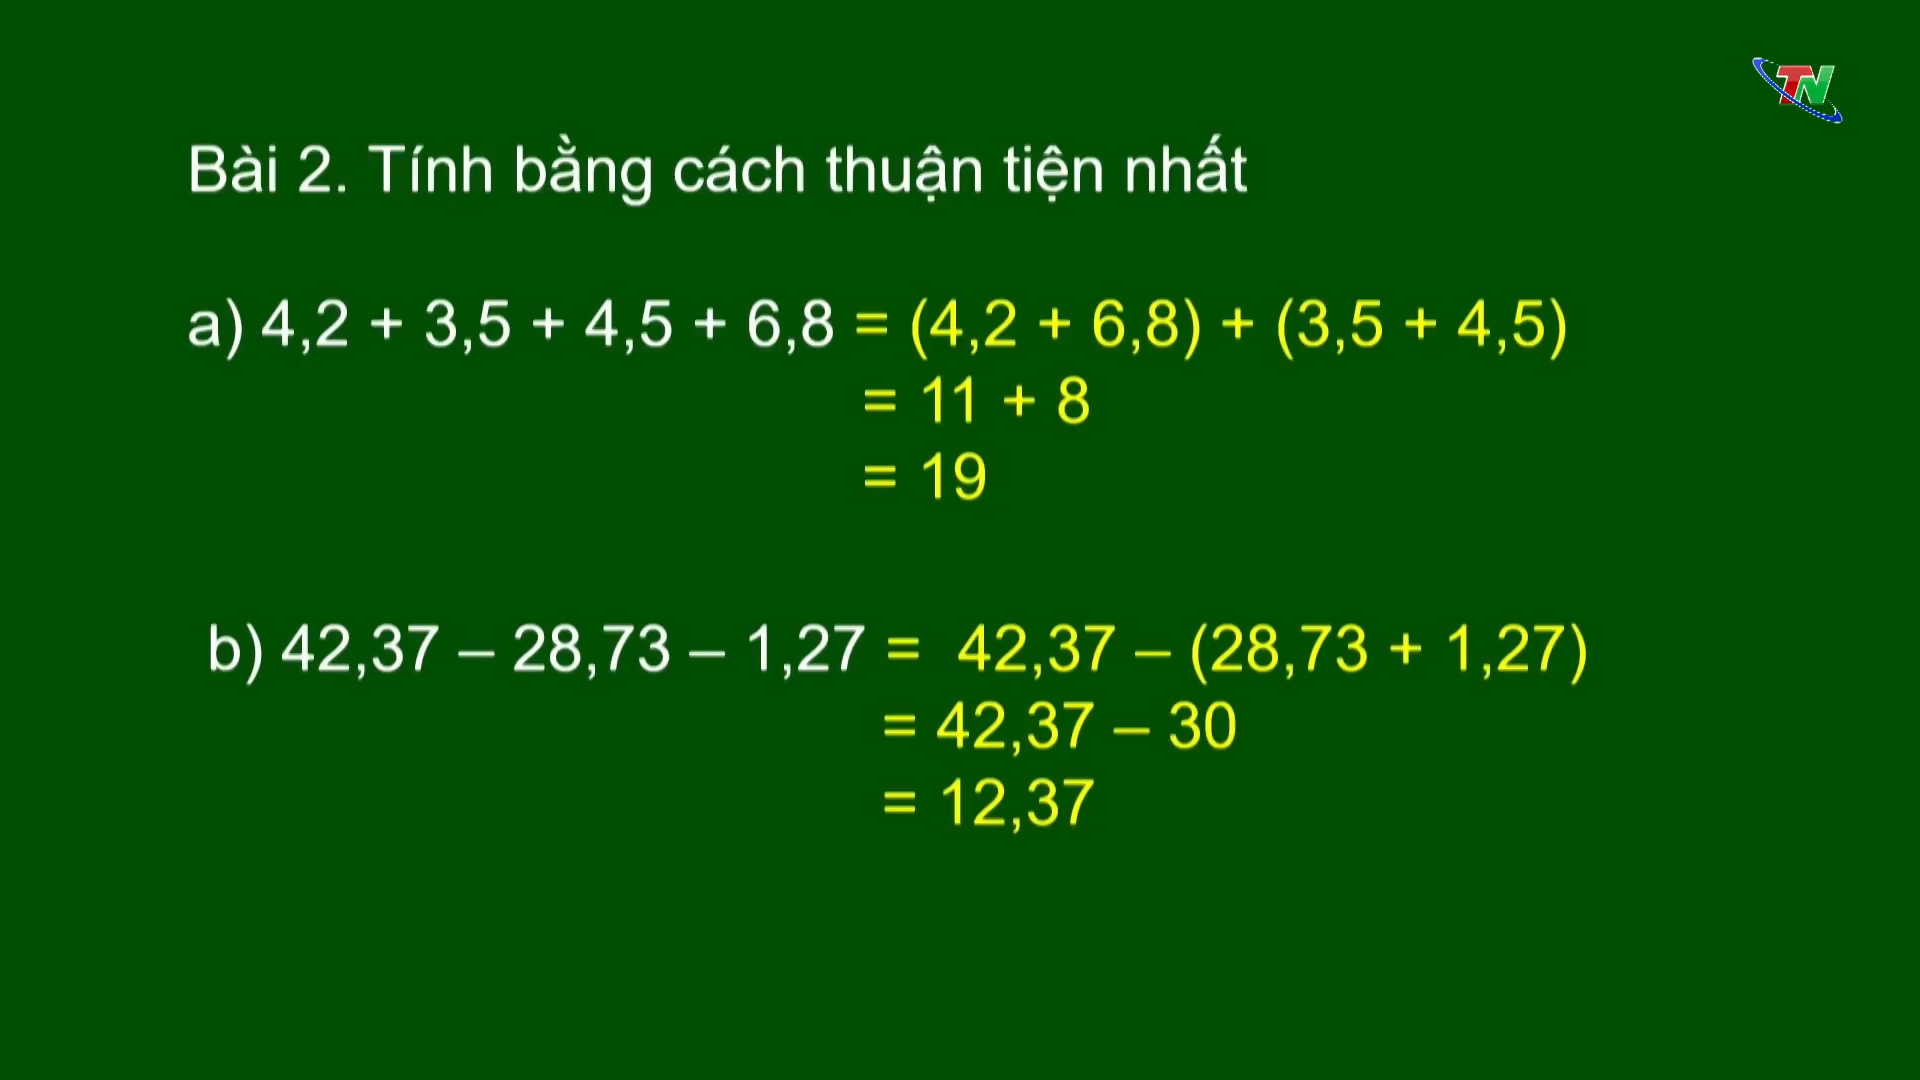 TN
Bài 2. Tính bằng cách thuận tiện nhất
a) 4,2 + 3,5 + 4,5 + 6,8 = (4,2 + 6,8) + (3,5 + 4,5)
= 11 + 8
= 19
b) 42,37 – 28,73 – 1,27 = 42,37 – (28,73 + 1,27)
= 42,37 – 30
= 12,37